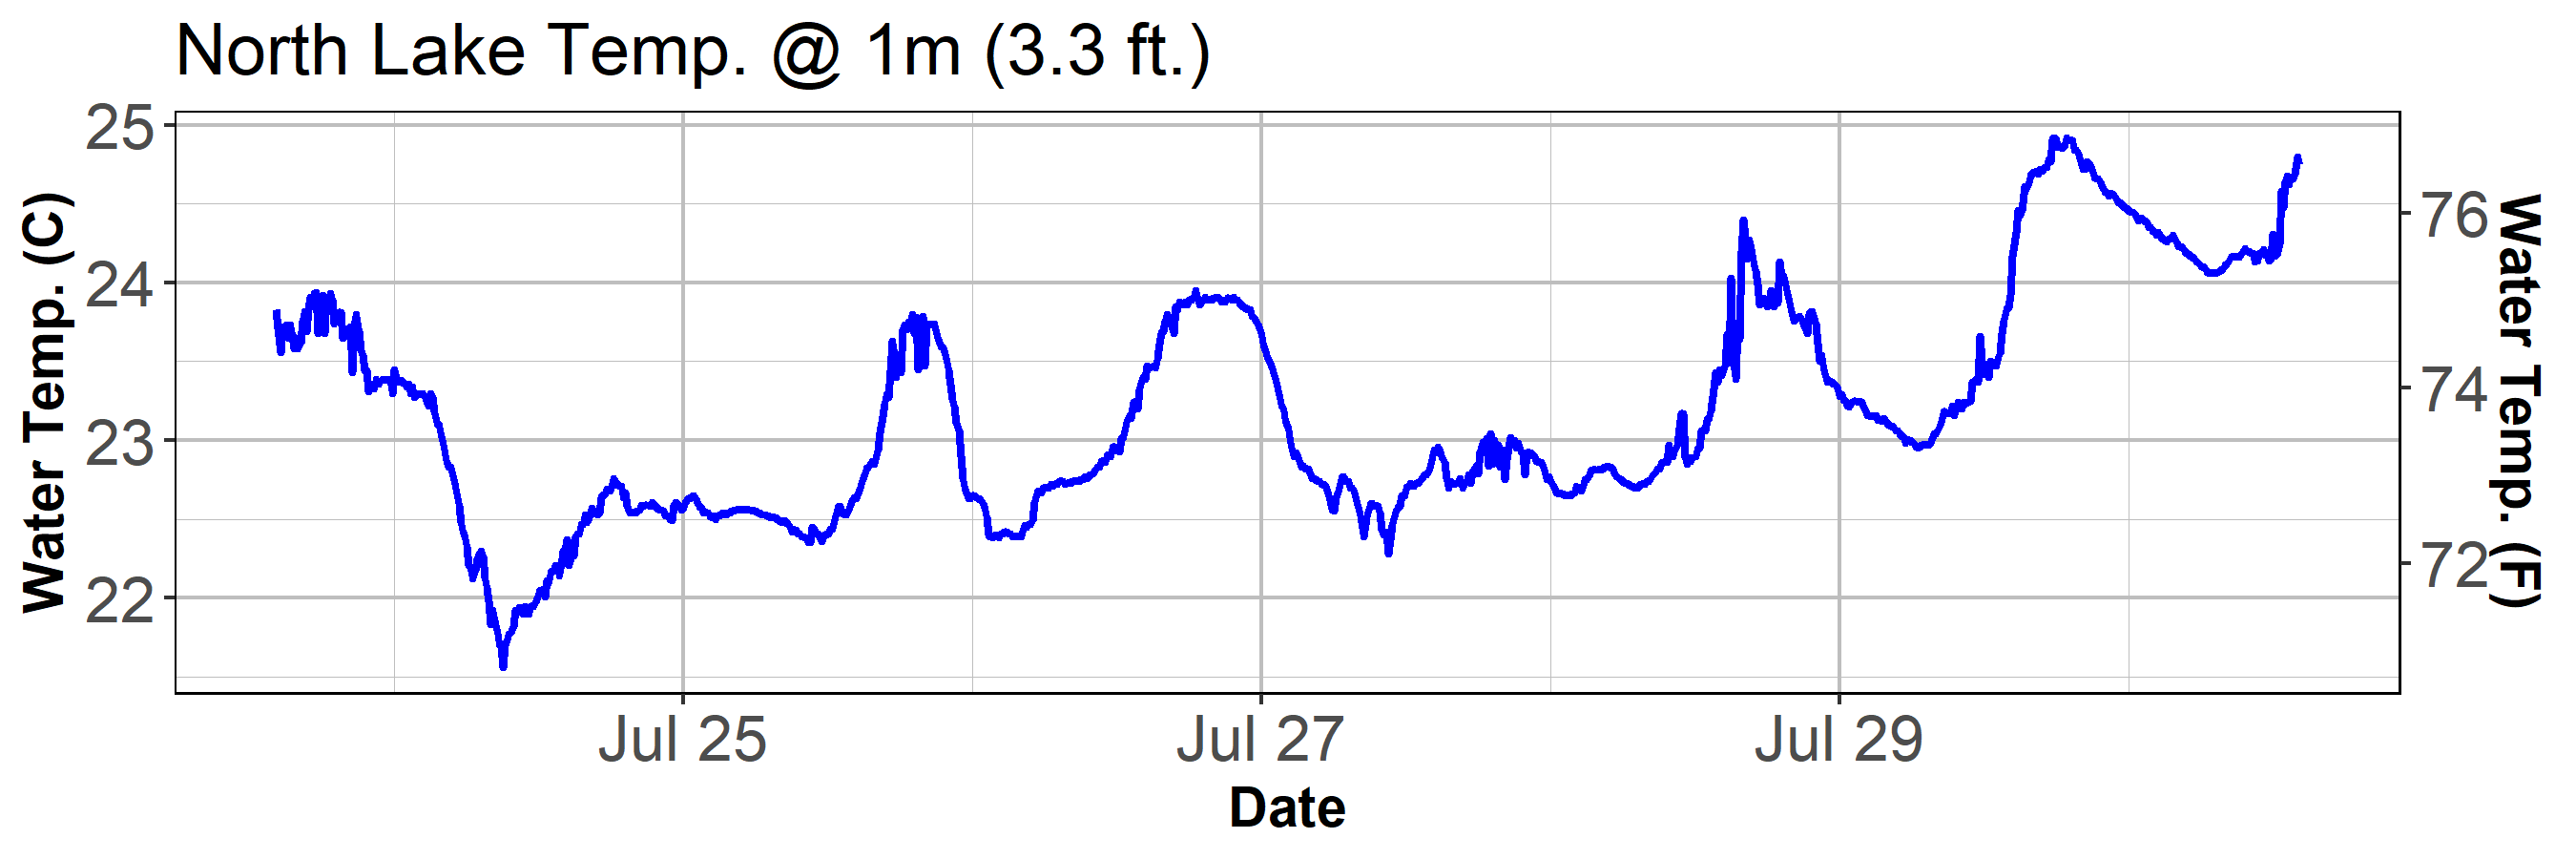 North Lake Temp. @ 1m (3.3 ft.)
Water Temp. (C)
25
24
23
22
76
74
72
Water Temp. (F)
Jul 25
Jul 27
Jul 29
Date